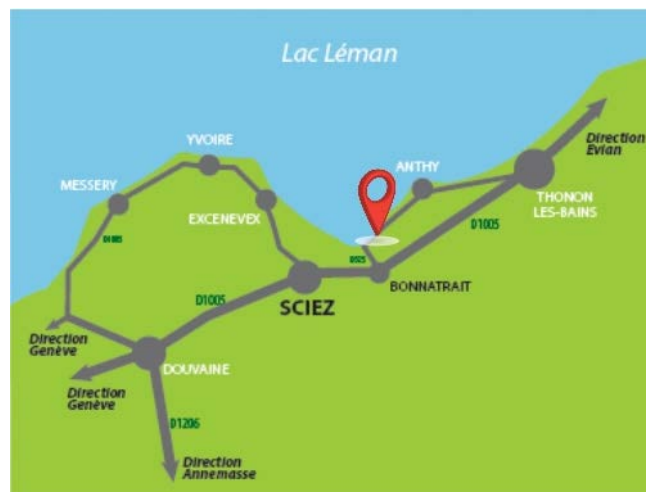 Lac Léman
YVOIRE
MESSERY
EXCENEVEX
ANTHY
Direction
Evian
THONON
LES-BAINS
D1005
BONNATRAIT
SCIEZ
D1005
Direction
Genève
DOUVAINE
Direction
Genève
D1206
Direction
Annemasse